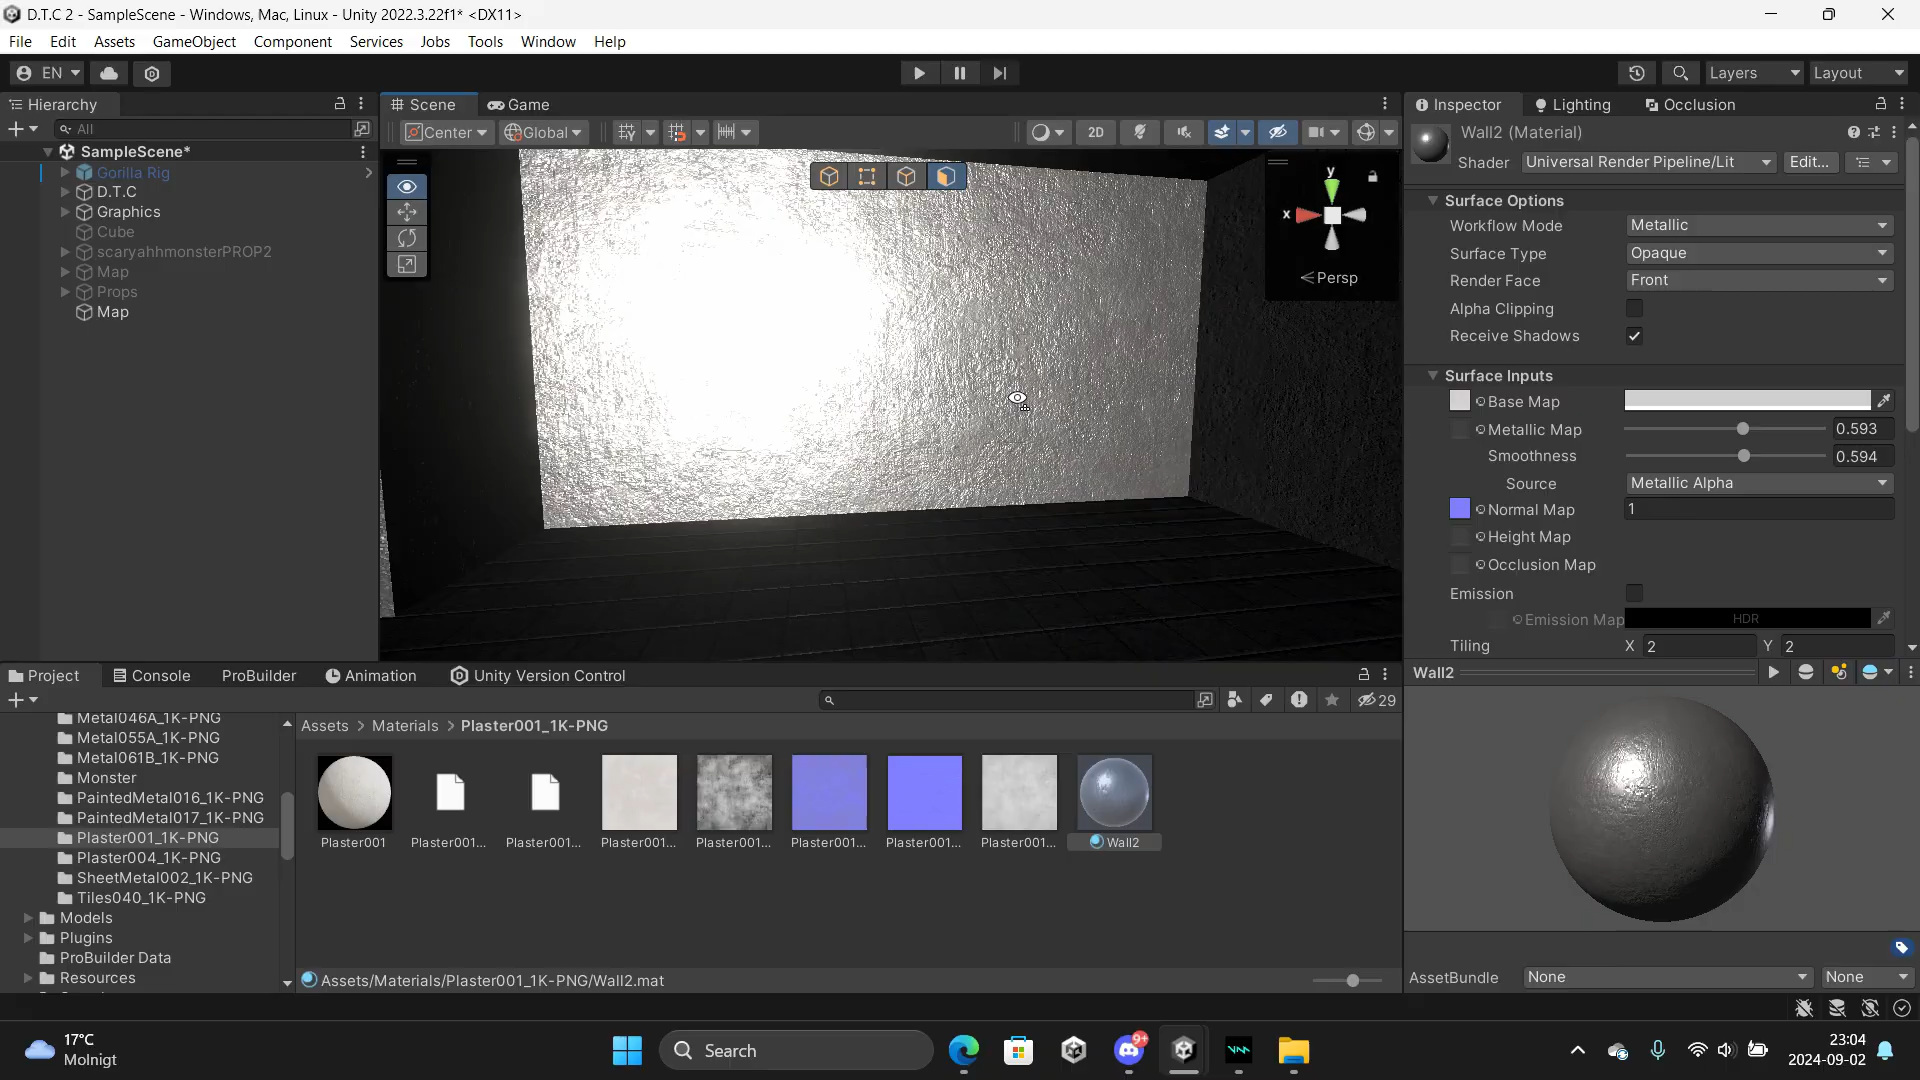 D.T.C 2 - SampleScene - Windows, Mac, Linux - Unity 2022.3.22f1* <DX11>
File Edit Assets GameObject Component Services Jobs Tools Window Help
EN
Layers Layout
Hierarchy
All
SampleScene*
Gorilla Rig
D.T.C
Graphics
Cube
scaryahhmonsterPROP2
Map
Props
Map
Scene Game
Center Global 2D
y
x
Persp
Inspector Lighting Occlusion
Wall2 (Material)
Shader Universal Render Pipeline/Lit Edit...
Surface Options
Workflow Mode Metallic
Surface Type Opaque
Render Face Front
Alpha Clipping
Receive Shadows
Surface Inputs
Base Map
Metallic Map 0.593
Smoothness 0.594
Source Metallic Alpha
Normal Map 1
Height Map
Occlusion Map
Emission
Emission Map HDR
Tiling X 2 Y 2
Wall2
AssetBundle None None
Project Console ProBuilder Animation Unity Version Control
29
Metal046A_1K-PNG
Metal055A_1K-PNG
Metal061B_1K-PNG
Monster
PaintedMetal016_1K-PNG
PaintedMetal017_1K-PNG
Plaster001_1K-PNG
Plaster004_1K-PNG
SheetMetal002_1K-PNG
Tiles040_1K-PNG
Models
Plugins
ProBuilder Data
Resources
Assets > Materials > Plaster001_1K-PNG
Plaster001 Plaster001... Plaster001... Plaster001... Plaster001... Plaster001... Plaster001... Plaster001... Wall2
Assets/Materials/Plaster001_1K-PNG/Wall2.mat
17°C
Molnigt
Search
9+
23:04
2024-09-02